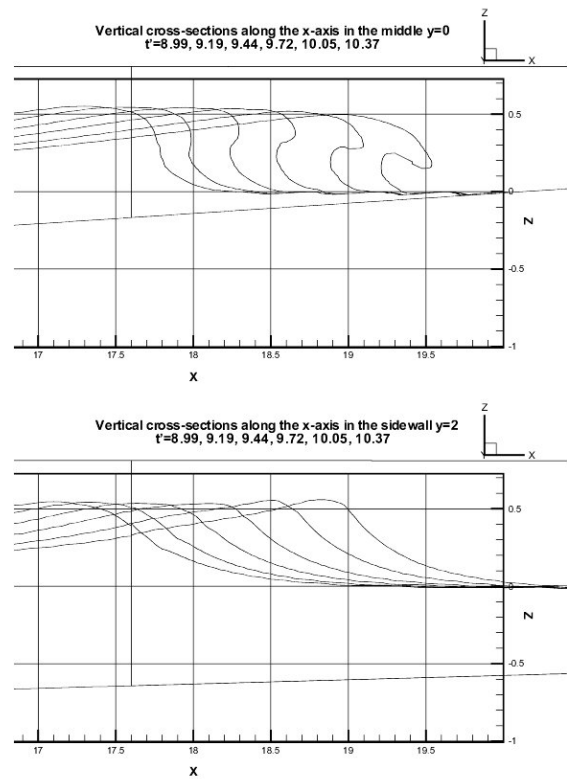 Vertical cross-sections along the x-axis in the middle y=0
t'=8.99, 9.19, 9.44, 9.72, 10.05, 10.37
Z
Y
X
0.5
0
Z
-0.5
-1
17
17.5
18
18.5
19
19.5
X
Vertical cross-sections along the x-axis in the sidewall y=2
t'=8.99, 9.19, 9.44, 9.72, 10.05, 10.37
Z
Y
X
0.5
0
Z
-0.5
-1
17
17.5
18
18.5
19
19.5
X